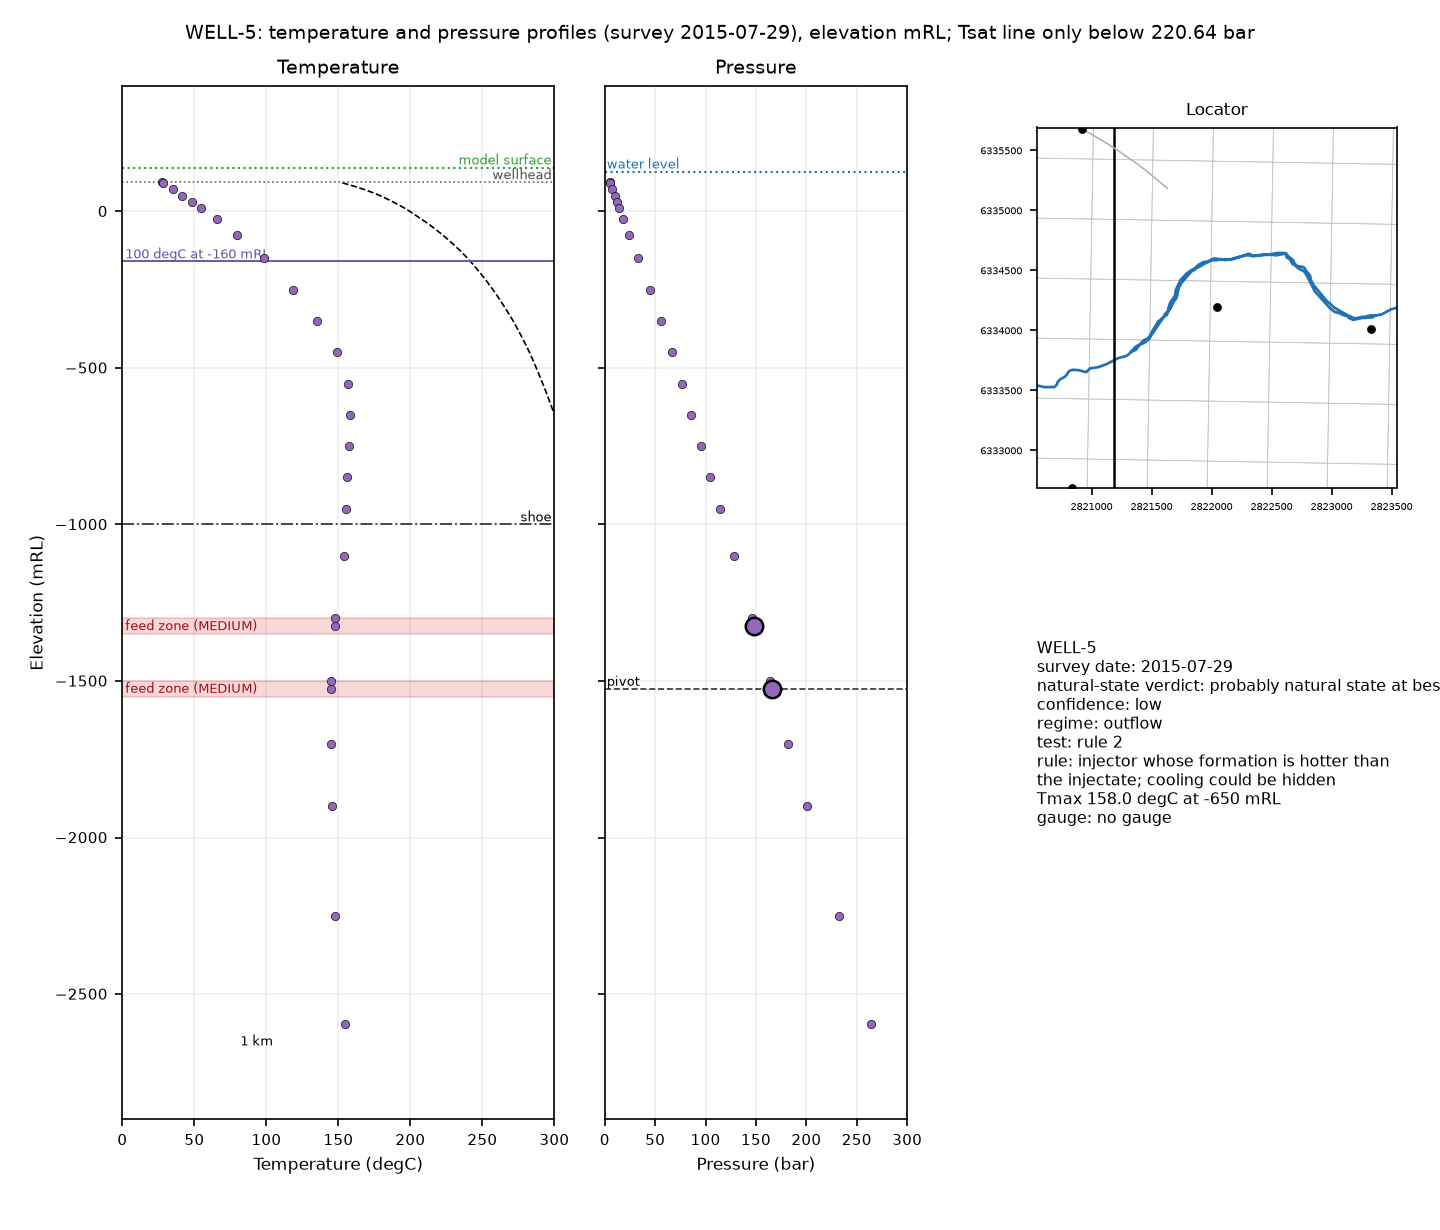 WELL-5: temperature and pressure profiles (survey 2015-07-29), elevation mRL; Tsat line only below 220.64 bar
Temperature
Pressure
Locator
model surface
wellhead
water level
100 degC at -160 mRL
shoe
feed zone (MEDIUM)
feed zone (MEDIUM)
pivot
1 km
0
−500
−1000
−1500
−2000
−2500
Elevation (mRL)
0 50 100 150 200 250 300
Temperature (degC)
0 50 100 150 200 250 300
Pressure (bar)
6335500
6335000
6334500
6334000
6333500
6333000
2821000 2821500 2822000 2822500 2823000 2823500
WELL-5
survey date: 2015-07-29
natural-state verdict: probably natural state at bes
confidence: low
regime: outflow
test: rule 2
rule: injector whose formation is hotter than
the injectate; cooling could be hidden
Tmax 158.0 degC at -650 mRL
gauge: no gauge